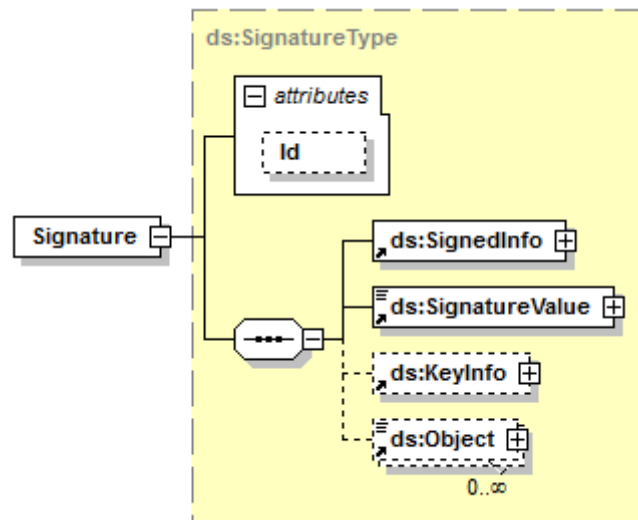 ds:SignatureType
attributes
Id
Signature
ds:SignedInfo
ds:SignatureValue
ds:KeyInfo
ds:Object
0..∞